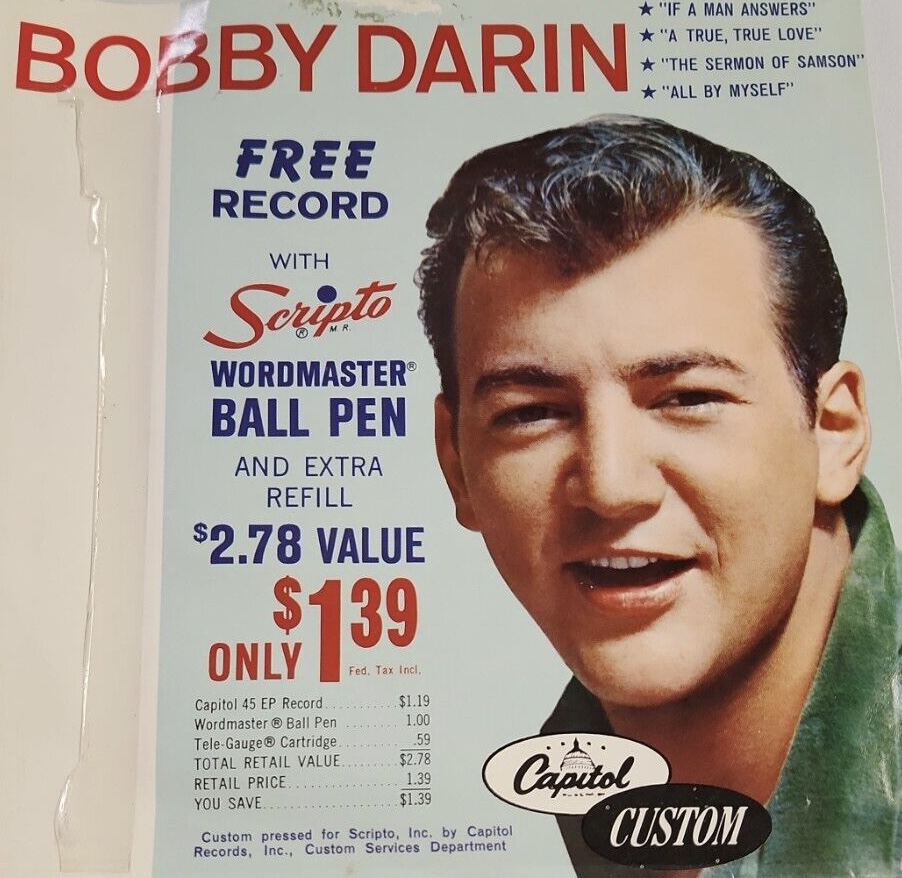 BOBBY DARIN
★ "IF A MAN ANSWERS"
★ "A TRUE, TRUE LOVE"
★ "THE SERMON OF SAMSON"
★ "ALL BY MYSELF"
FREE
RECORD
WITH
Scripto
® M.R.
WORDMASTER®
BALL PEN
AND EXTRA
REFILL
$2.78 VALUE
ONLY $1 39
Fed. Tax Incl.
Capitol 45 EP Record...........$1.19
Wordmaster® Ball Pen ........ 1.00
Tele-Gauge® Cartridge......... .59
TOTAL RETAIL VALUE.........$2.78
RETAIL PRICE................. 1.39
YOU SAVE.....................$1.39
Capitol
CUSTOM
Custom pressed for Scripto, Inc. by Capitol
Records, Inc., Custom Services Department